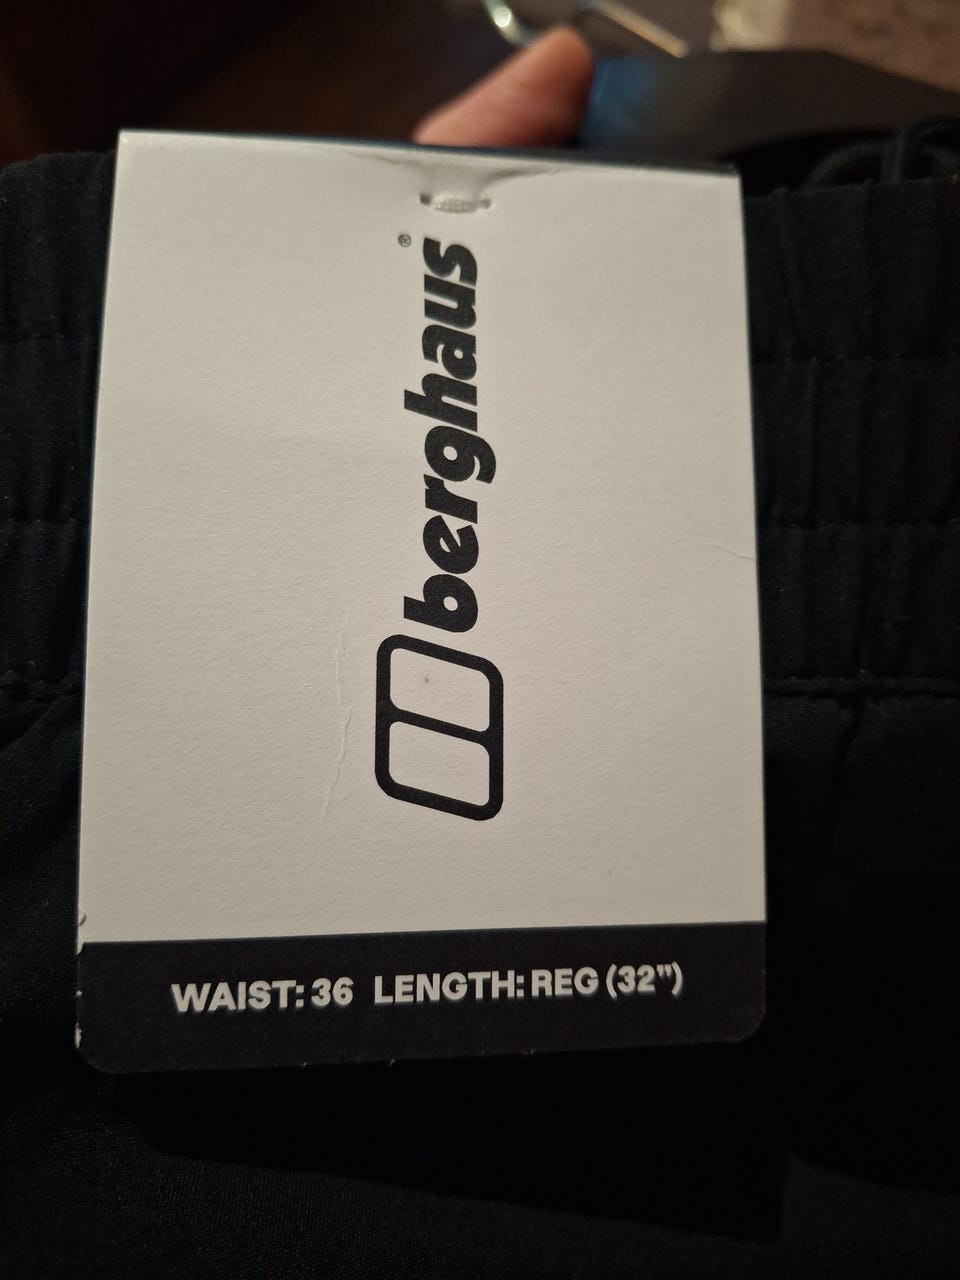 berghaus®
WAIST: 36 LENGTH: REG (32")